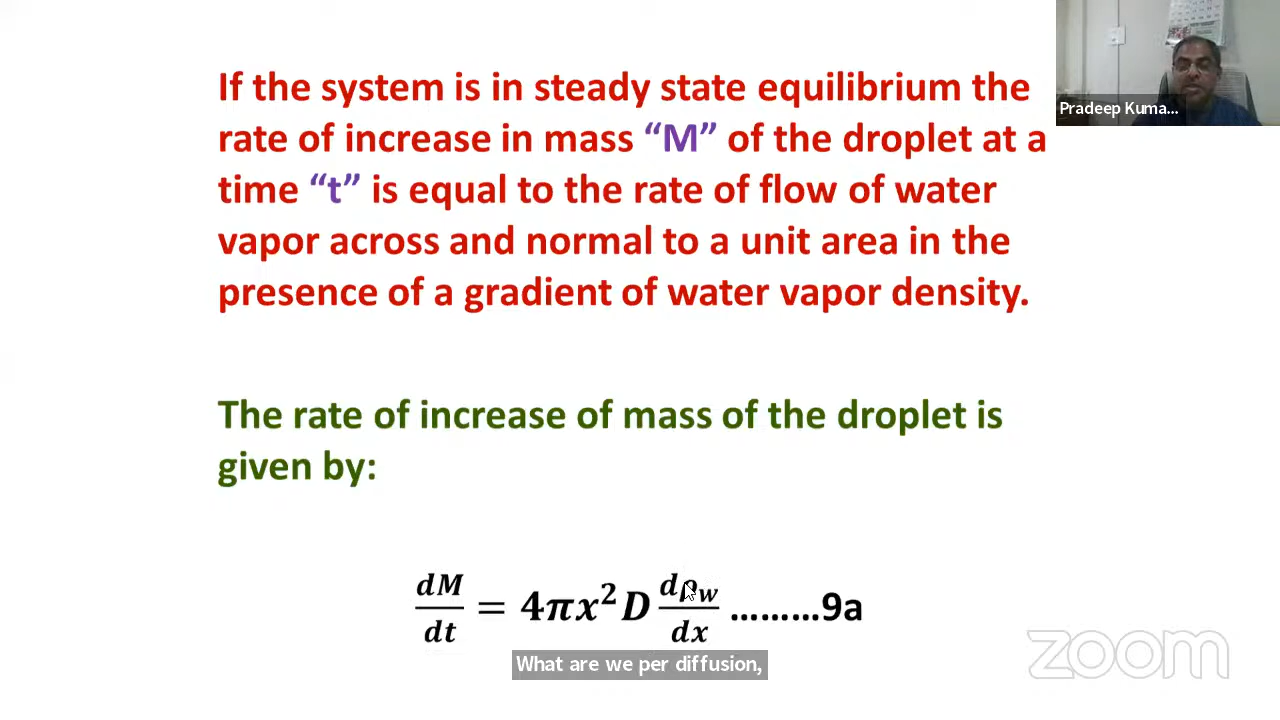 If the system is in steady state equilibrium the
rate of increase in mass “M” of the droplet at a
time “t” is equal to the rate of flow of water
vapor across and normal to a unit area in the
presence of a gradient of water vapor density.
Pradeep Kuma...
The rate of increase of mass of the droplet is
given by:
dM/dt = 4πx²D dρw/dx ………9a
What are we per diffusion,
zoom